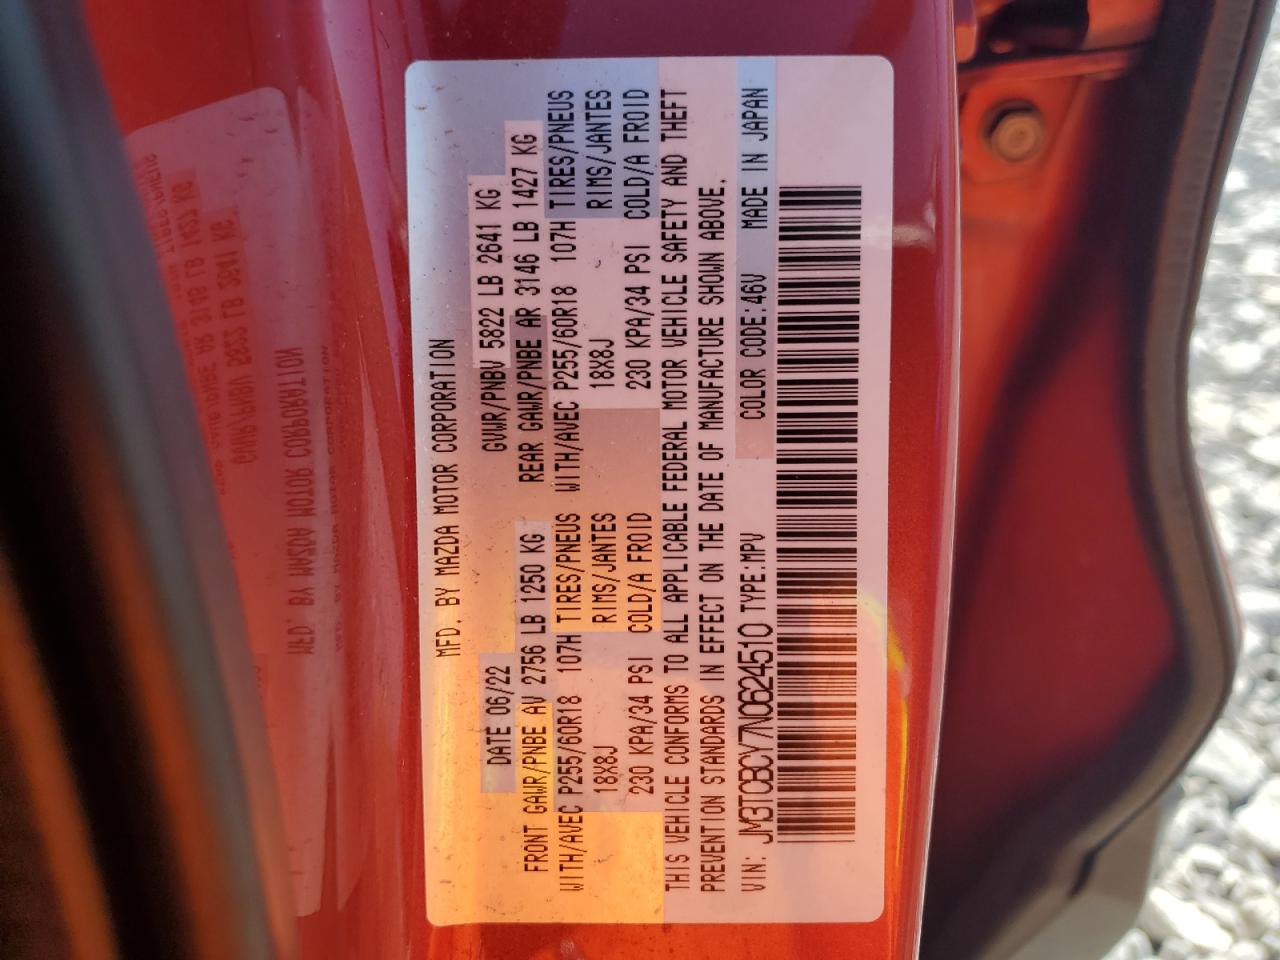 MFD. BY MAZDA MOTOR CORPORATION
DATE 06/22 GVWR/PNBV 5822 LB 2641 KG
FRONT GAWR/PNBE AV 2756 LB 1250 KG REAR GAWR/PNBE AR 3146 LB 1427 KG
WITH/AVEC P255/60R18 107H TIRES/PNEUS WITH/AVEC P255/60R18 107H TIRES/PNEUS
18X8J RIMS/JANTES 18X8J RIMS/JANTES
230 KPA/34 PSI COLD/A FROID 230 KPA/34 PSI COLD/A FROID
THIS VEHICLE CONFORMS TO ALL APPLICABLE FEDERAL MOTOR VEHICLE SAFETY AND THEFT
PREVENTION STANDARDS IN EFFECT ON THE DATE OF MANUFACTURE SHOWN ABOVE.
VIN: JM3TCBCY7N0624510 TYPE:MPV COLOR CODE:46V MADE IN JAPAN